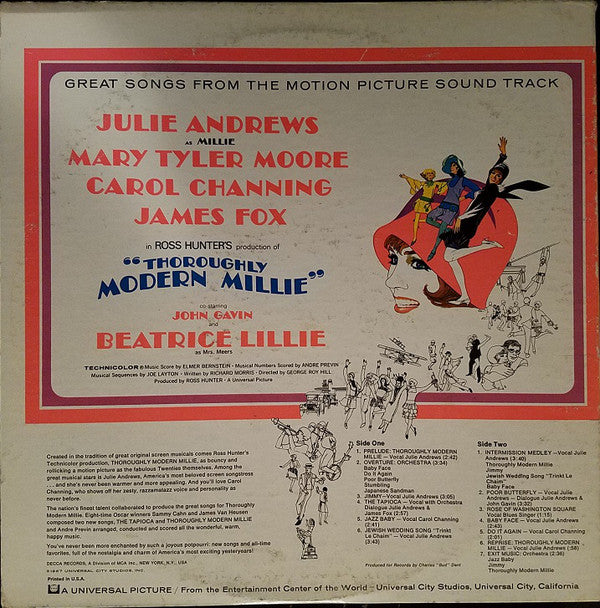 GREAT SONGS FROM THE MOTION PICTURE SOUND TRACK
JULIE ANDREWS
AS MILLIE
MARY TYLER MOORE
CAROL CHANNING
JAMES FOX
in ROSS HUNTER'S production of
"THOROUGHLY
MODERN MILLIE"
co-starring
JOHN GAVIN
and
BEATRICE LILLIE
as Mrs. Meers
TECHNICOLOR® Music Score by ELMER BERNSTEIN • Musical Numbers Scored by ANDRE PREVIN
Musical Sequences by JOE LAYTON • Written by RICHARD MORRIS • Directed by GEORGE ROY HILL
Produced by ROSS HUNTER • A Universal Picture
Created in the tradition of great original screen musicals comes Ross Hunter's
Technicolor production, THOROUGHLY MODERN MILLIE, as bouncy and
rollicking a motion picture as the fabulous Twenties themselves. Among the
great musical stars is Julie Andrews, America's most beloved screen songstress
. . . and she's never been warmer and more appealing. And you'll love Carol
Channing, who shows off her zesty, razzamatazz voice and personality as
never before.
The nation's finest talent collaborated to produce the great songs for Thoroughly
Modern Millie. Eight-time Oscar winners Sammy Cahn and James Van Heusen
composed two new songs, THE TAPIOCA and THOROUGHLY MODERN MILLIE
and Andre Previn arranged, conducted and scored all the wonderful, warm,
happy music.
You've never been more enchanted by such a joyous potpourri: new songs and all-time
favorites, full of the nostalgia and charm of America's most exciting yesteryears!
DECCA RECORDS, A Division of MCA Inc., NEW YORK, N.Y., USA
©1967 UNIVERSAL CITY STUDIOS, INC.
Printed in U.S.A.
Side One
1. PRELUDE: THOROUGHLY MODERN
MILLIE — Vocal Julie Andrews (2:42)
2. OVERTURE: ORCHESTRA (3:34)
Baby Face
Do It Again
Poor Butterfly
Stumbling
Japanese Sandman
3. JIMMY—Vocal Julie Andrews (3:05)
4. THE TAPIOCA — Vocal with Orchestra
Dialogue Julie Andrews &
James Fox (2:57)
5. JAZZ BABY — Vocal Carol Channing
(2:41)
6. JEWISH WEDDING SONG "Trinki
Le Chaim" — Vocal Julie Andrews
(3:43)
Side Two
1. INTERMISSION MEDLEY—Vocal Julie
Andrews (3:40)
Thoroughly Modern Millie
Jimmy
Jewish Wedding Song "Trinki Le
Chaim"
Baby Face
2. POOR BUTTERFLY — Vocal Julie
Andrews — Dialogue Julie Andrews &
John Gavin (3:32)
3. ROSE OF WASHINGTON SQUARE
Vocal Blues Singer (1:15)
4. BABY FACE — Vocal Julie Andrews
(2:43)
5. DO IT AGAIN — Vocal Carol Channing
(2:01)
6. REPRISE: THOROUGHLY MODERN
MILLIE — Vocal Julie Andrews (:58)
7. EXIT MUSIC: Orchestra (2:36)
Jazz Baby
Jimmy
Thoroughly Modern Millie
Produced for Records by Charles "Bud" Dant
A UNIVERSAL PICTURE / From the Entertainment Center of the World—Universal City Studios, Universal City, California